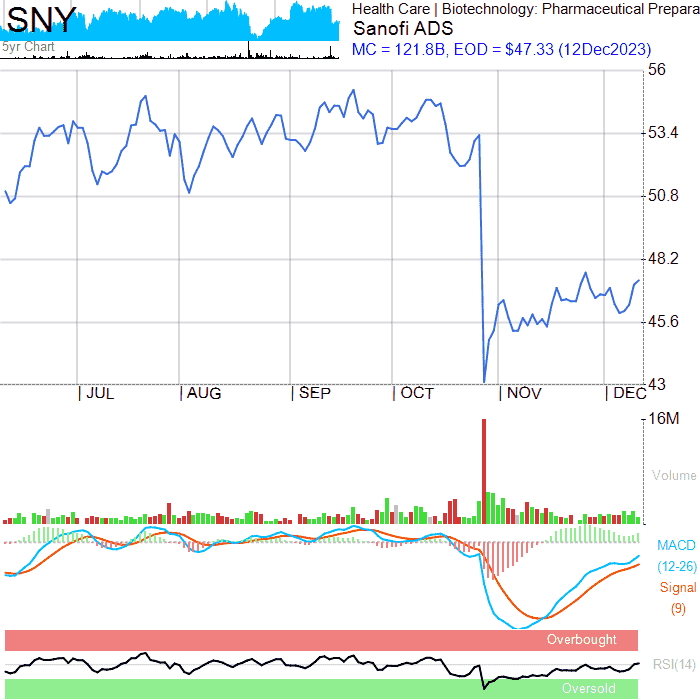 SNY
5yr Chart
Health Care | Biotechnology: Pharmaceutical Prepara
Sanofi ADS
MC = 121.8B, EOD = $47.33 (12Dec2023)
56
53.4
50.8
48.2
45.6
43
JUL
AUG
SEP
OCT
NOV
DEC
16M
Volume
MACD
(12-26)
Signal
(9)
Overbought
RSI(14)
Oversold